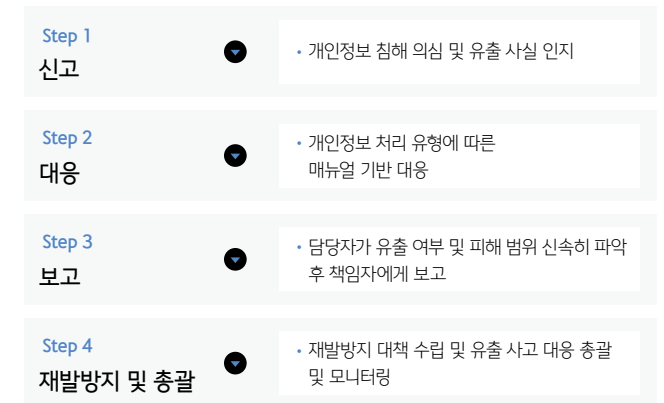 Step 1
신고
• 개인정보 침해 의심 및 유출 사실 인지
Step 2
대응
• 개인정보 처리 유형에 따른
매뉴얼 기반 대응
Step 3
보고
• 담당자가 유출 여부 및 피해 범위 신속히 파악
후 책임자에게 보고
Step 4
재발방지 및 총괄
• 재발방지 대책 수립 및 유출 사고 대응 총괄
및 모니터링